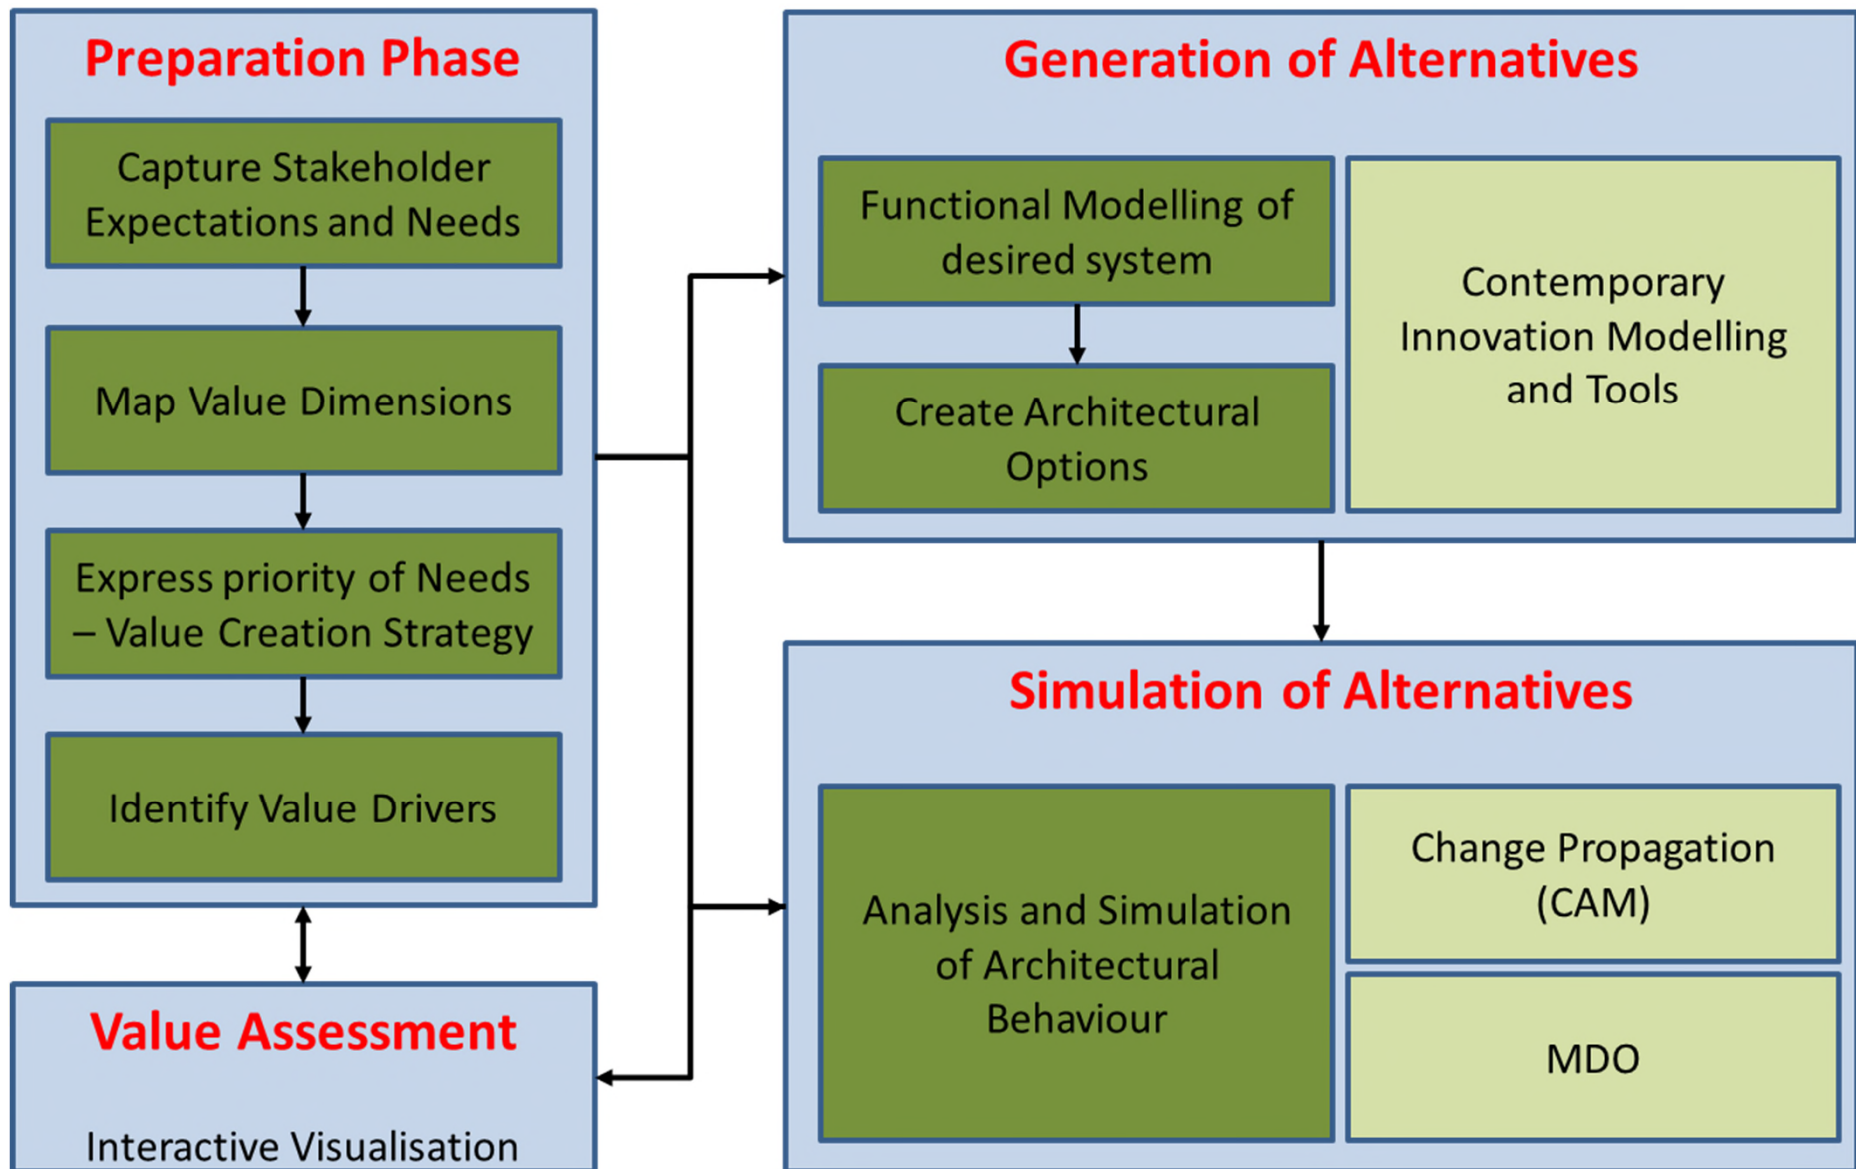 Preparation Phase
Capture Stakeholder
Expectations and Needs
Map Value Dimensions
Express priority of Needs
– Value Creation Strategy
Identify Value Drivers
Value Assessment
Interactive Visualisation
Generation of Alternatives
Functional Modelling of
desired system
Create Architectural
Options
Contemporary
Innovation Modelling
and Tools
Simulation of Alternatives
Analysis and Simulation
of Architectural
Behaviour
Change Propagation
(CAM)
MDO